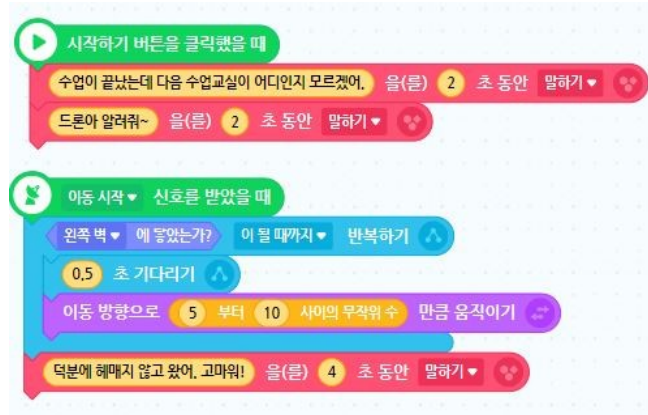 시작하기 버튼을 클릭했을 때
수업이 끝났는데 다음 수업교실이 어디인지 모르겠어, 을(를) 2 초 동안 말하기
드론아 알려줘~ 을(를) 2 초 동안 말하기
이동 시작 신호를 받았을 때
왼쪽 벽 에 닿았는가? 이 될 때까지 반복하기
0.5 초 기다리기
이동 방향으로 5 부터 10 사이의 무작위 수 만큼 움직이기
덕분에 헤매지 않고 왔어, 고마워! 을(를) 4 초 동안 말하기